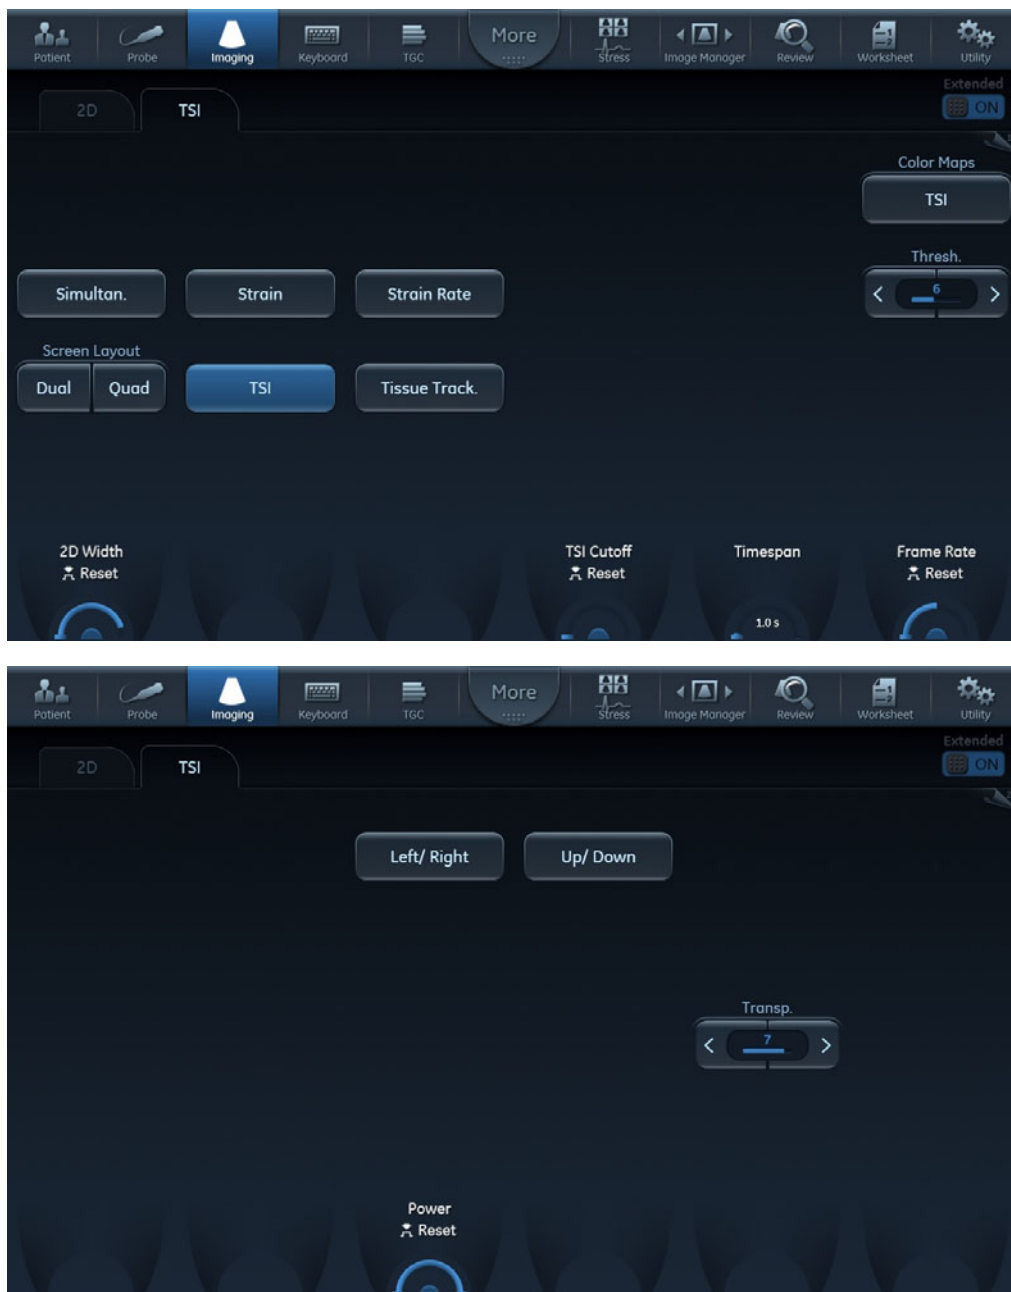 Patient Probe Imaging Keyboard TGC More Stress Image Manager Review Worksheet Utility
Extended
2D TSI ON
Color Maps
TSI
Thresh.
Simultan. Strain Strain Rate 6
Screen Layout
Dual Quad TSI Tissue Track.
2D Width TSI Cutoff Timespan Frame Rate
Reset Reset Reset
1.0 s
Patient Probe Imaging Keyboard TGC More Stress Image Manager Review Worksheet Utility
Extended
2D TSI ON
Left/ Right Up/ Down
Transp.
7
Power
Reset